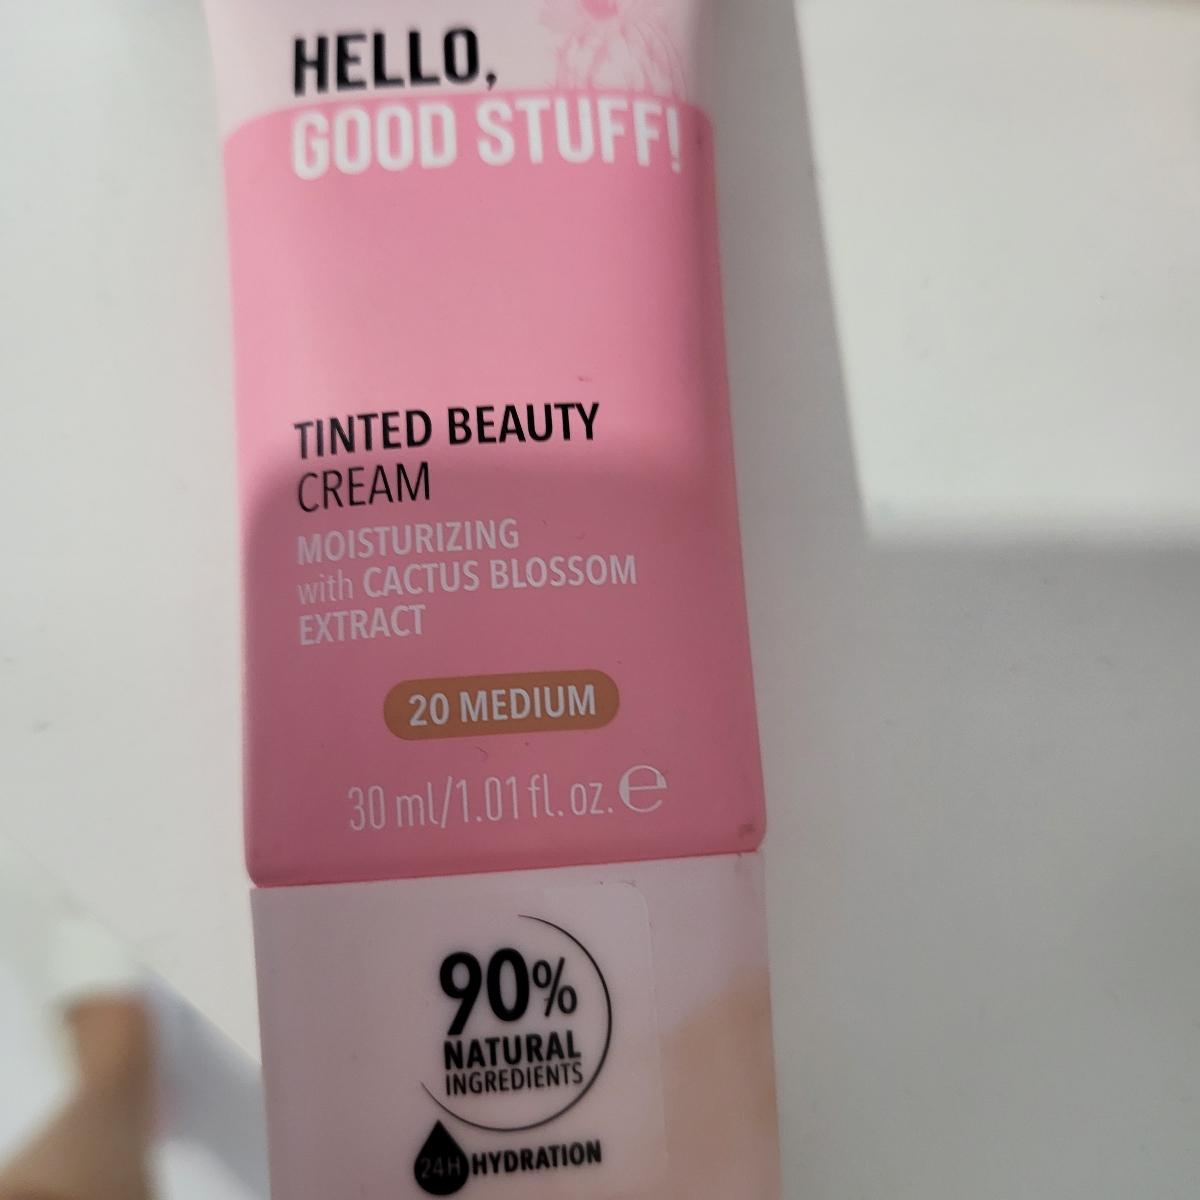 HELLO,
GOOD STUFF!
TINTED BEAUTY
CREAM
MOISTURIZING
with CACTUS BLOSSOM
EXTRACT
20 MEDIUM
30 ml/1.01 fl. oz. ℮
90%
NATURAL
INGREDIENTS
24H HYDRATION